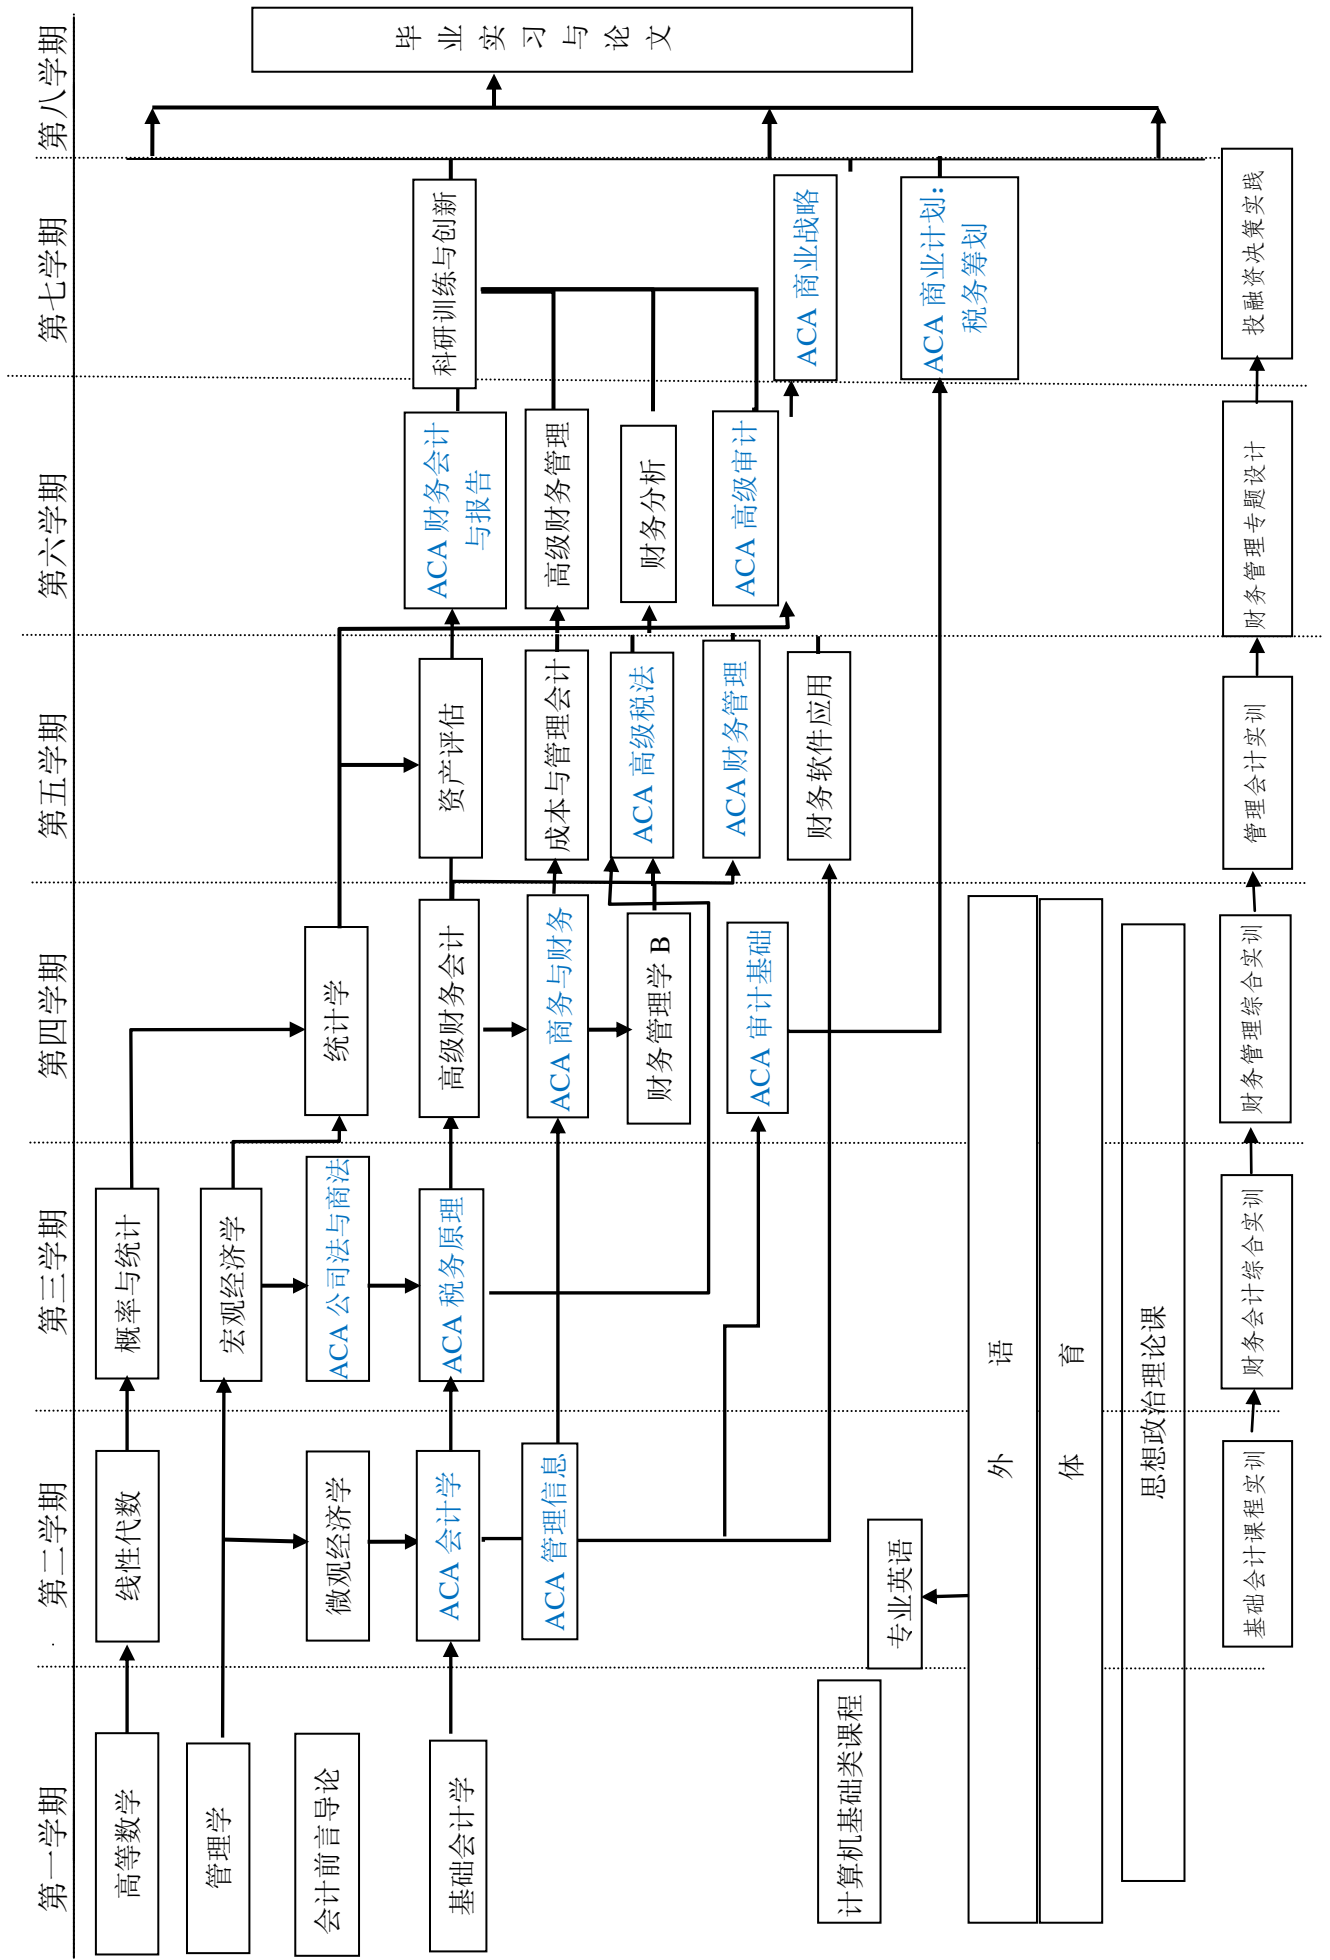 第一学期
第二学期
第三学期
第四学期
第五学期
第六学期
第七学期
第八学期
高等数学
线性代数
概率与统计
管理学
宏观经济学
会计前言导论
微观经济学
ACA 公司法与商法
统计学
基础会计学
ACA 会计学
ACA 税务原理
高级财务会计
资产评估
ACA 财务会计
与报告
科研训练与创新
ACA 管理信息
ACA 商务与财务
成本与管理会计
高级财务管理
财务管理学 B
ACA 高级税法
财务分析
ACA 审计基础
ACA 财务管理
ACA 高级审计
ACA 商业战略
计算机基础类课程
专业英语
财务软件应用
ACA 商业计划:
税务筹划
毕业实习与论文
外语
体育
思想政治理论课
基础会计课程实训
财务会计综合实训
财务管理综合实训
管理会计实训
财务管理专题设计
投融资决策实践